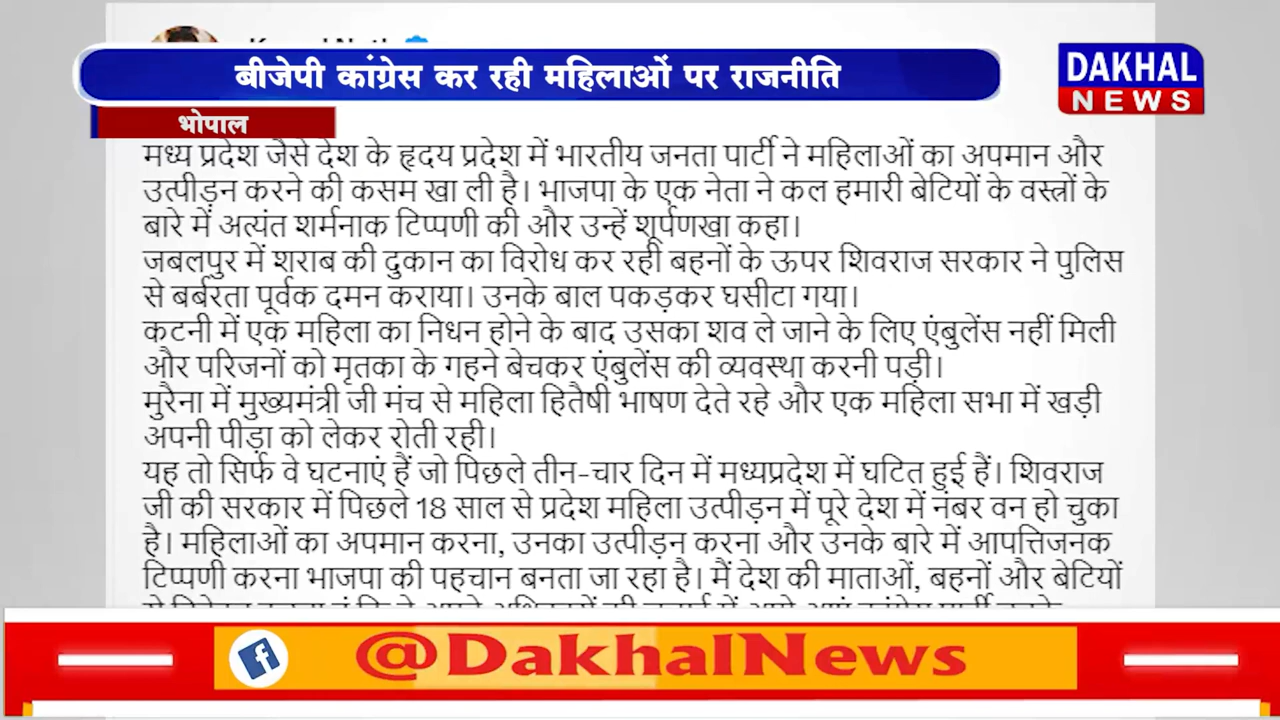 बीजेपी कांग्रेस कर रही महिलाओं पर राजनीति
DAKHAL
NEWS
भोपाल
मध्य प्रदेश जैसे देश के हृदय प्रदेश में भारतीय जनता पार्टी ने महिलाओं का अपमान और
उत्पीड़न करने की कसम खा ली है। भाजपा के एक नेता ने कल हमारी बेटियों के वस्त्रों के
बारे में अत्यंत शर्मनाक टिप्पणी की और उन्हें शूर्पणखा कहा।
जबलपुर में शराब की दुकान का विरोध कर रही बहनों के ऊपर शिवराज सरकार ने पुलिस
से बर्बरता पूर्वक दमन कराया। उनके बाल पकड़कर घसीटा गया।
कटनी में एक महिला का निधन होने के बाद उसका शव ले जाने के लिए एंबुलेंस नहीं मिली
और परिजनों को मृतका के गहने बेचकर एंबुलेंस की व्यवस्था करनी पड़ी।
मुरैना में मुख्यमंत्री जी मंच से महिला हितैषी भाषण देते रहे और एक महिला सभा में खड़ी
अपनी पीड़ा को लेकर रोती रही।
यह तो सिर्फ वे घटनाएं हैं जो पिछले तीन-चार दिन में मध्यप्रदेश में घटित हुई हैं। शिवराज
जी की सरकार में पिछले 18 साल से प्रदेश महिला उत्पीड़न में पूरे देश में नंबर वन हो चुका
है। महिलाओं का अपमान करना, उनका उत्पीड़न करना और उनके बारे में आपत्तिजनक
टिप्पणी करना भाजपा की पहचान बनता जा रहा है। मैं देश की माताओं, बहनों और बेटियों
@DakhalNews